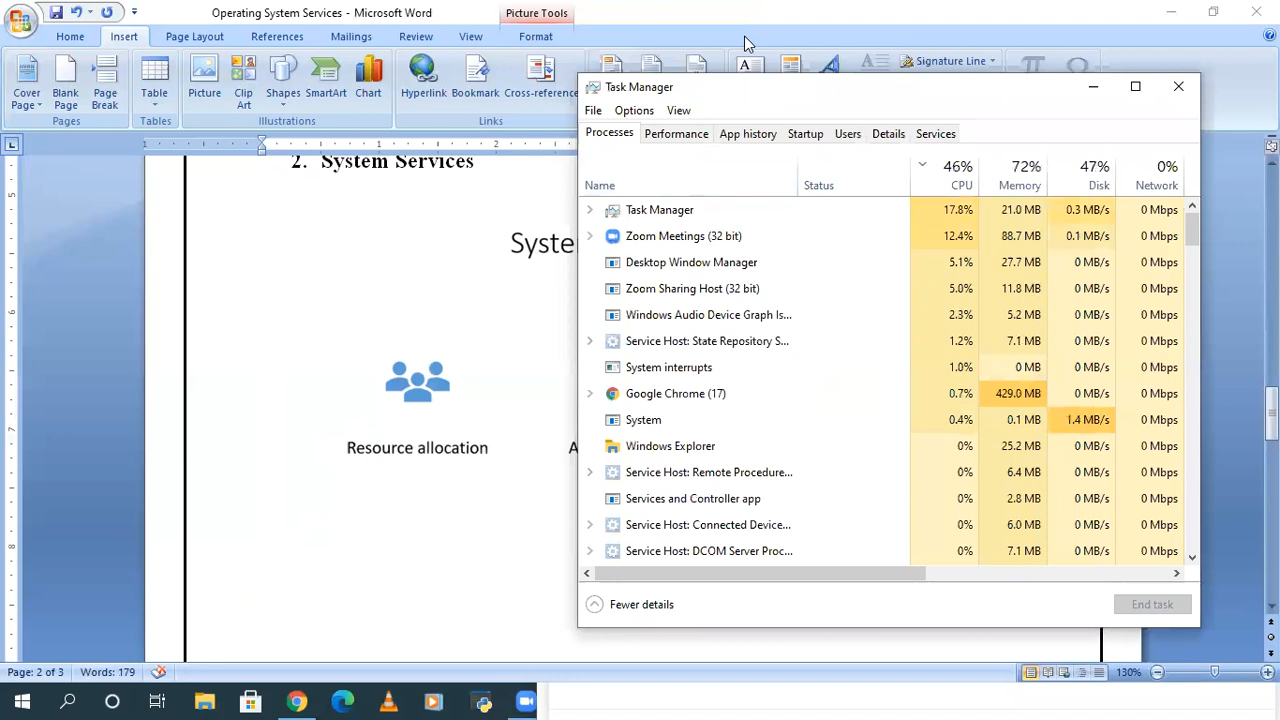 Operating System Services - Microsoft Word
Picture Tools
Home Insert Page Layout References Mailings Review View Format
Cover Page Blank Page Page Break Table Picture Clip Art Shapes SmartArt Chart Hyperlink Bookmark Cross-reference Signature Line
Pages Tables Illustrations Links
1 1 2
2. System Services
Syste
Resource allocation
A
5
6
7
8
Task Manager
File Options View
Processes Performance App history Startup Users Details Services
46% 72% 47% 0%
Name Status CPU Memory Disk Network
Task Manager 17.8% 21.0 MB 0.3 MB/s 0 Mbps
Zoom Meetings (32 bit) 12.4% 88.7 MB 0.1 MB/s 0 Mbps
Desktop Window Manager 5.1% 27.7 MB 0 MB/s 0 Mbps
Zoom Sharing Host (32 bit) 5.0% 11.8 MB 0 MB/s 0 Mbps
Windows Audio Device Graph Is... 2.3% 5.2 MB 0 MB/s 0 Mbps
Service Host: State Repository S... 1.2% 7.1 MB 0 MB/s 0 Mbps
System interrupts 1.0% 0 MB 0 MB/s 0 Mbps
Google Chrome (17) 0.7% 429.0 MB 0 MB/s 0 Mbps
System 0.4% 0.1 MB 1.4 MB/s 0 Mbps
Windows Explorer 0% 25.2 MB 0 MB/s 0 Mbps
Service Host: Remote Procedure... 0% 6.4 MB 0 MB/s 0 Mbps
Services and Controller app 0% 2.8 MB 0 MB/s 0 Mbps
Service Host: Connected Device... 0% 6.0 MB 0 MB/s 0 Mbps
Service Host: DCOM Server Proc... 0% 7.1 MB 0 MB/s 0 Mbps
Fewer details End task
Page: 2 of 3 Words: 179 130%